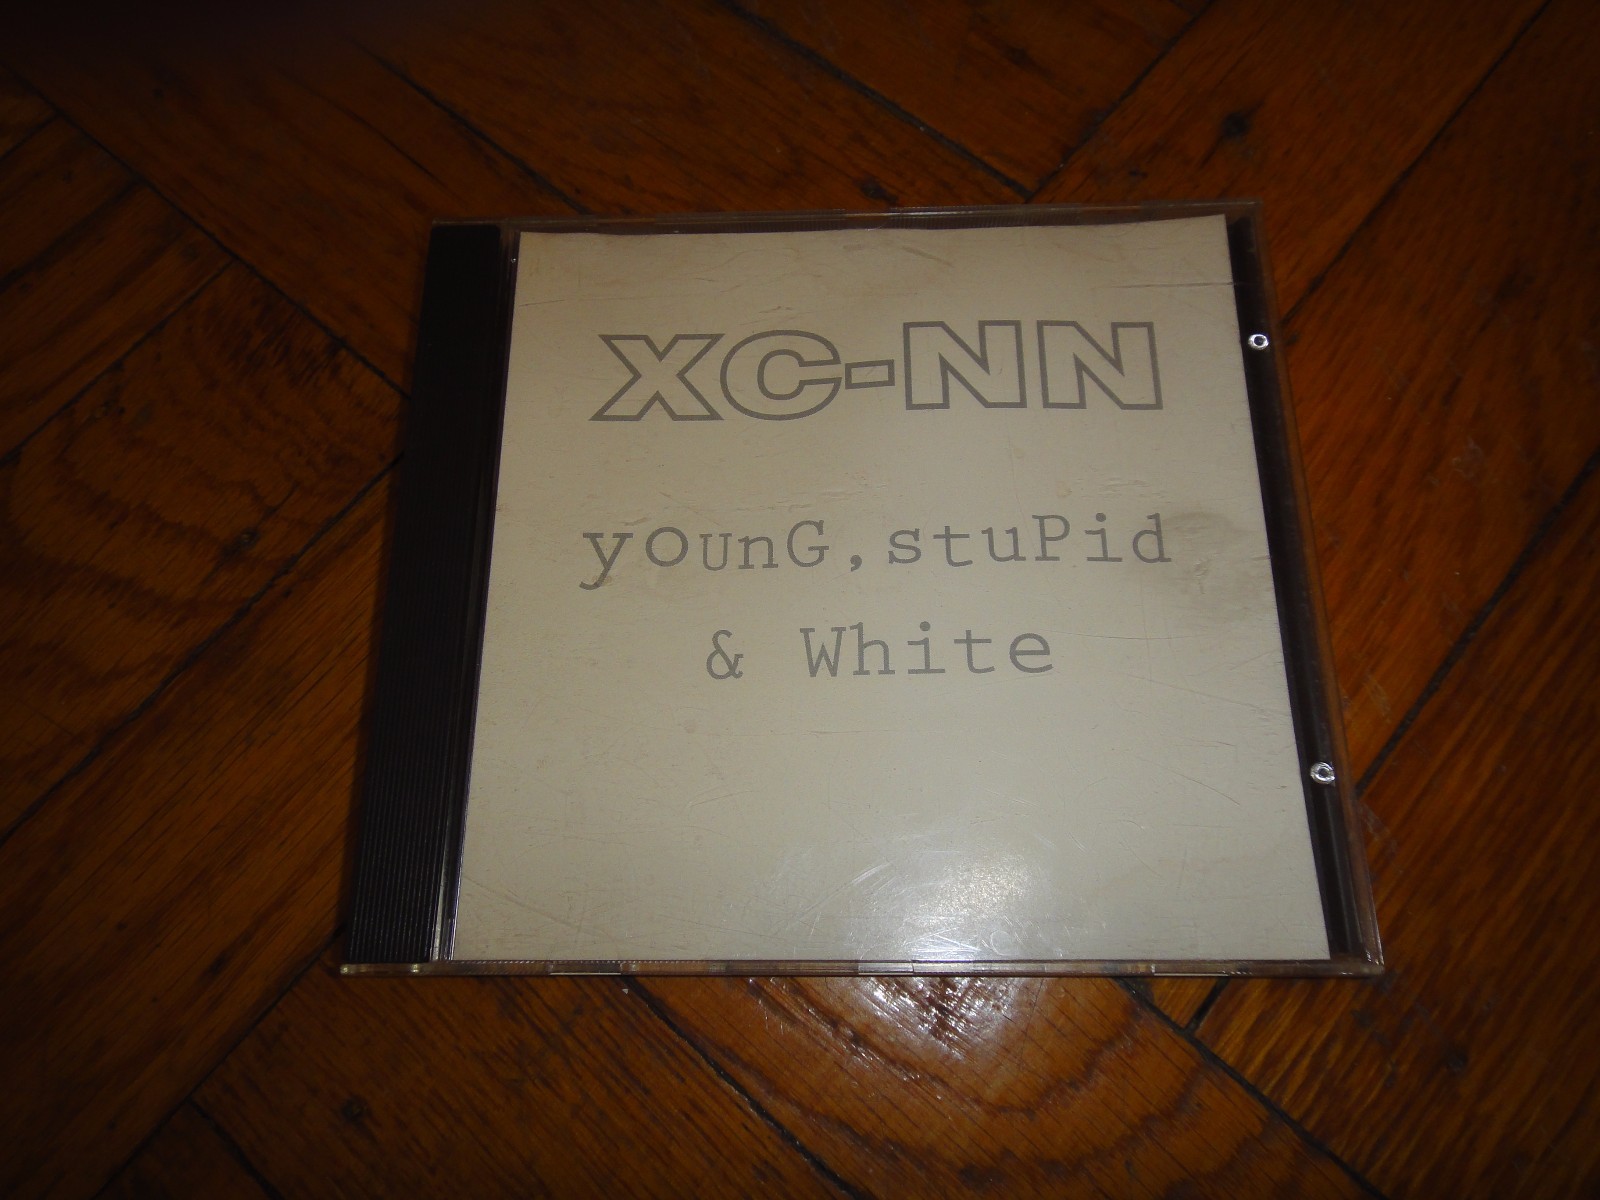 XC-NN
yoUnG, stuPid
& White